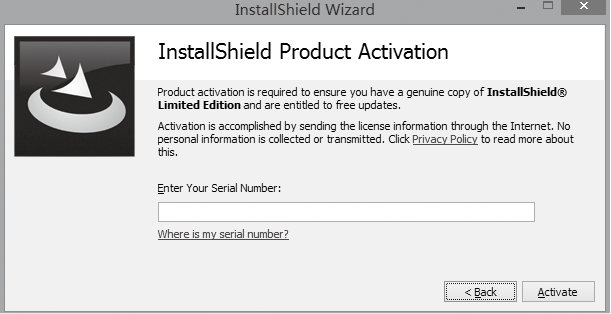 InstallShield Wizard
InstallShield Product Activation
Product activation is required to ensure you have a genuine copy of InstallShield®
Limited Edition and are entitled to free updates.
Activation is accomplished by sending the license information through the Internet. No
personal information is collected or transmitted. Click Privacy Policy to read more about
this.
Enter Your Serial Number:
Where is my serial number?
< Back
Activate